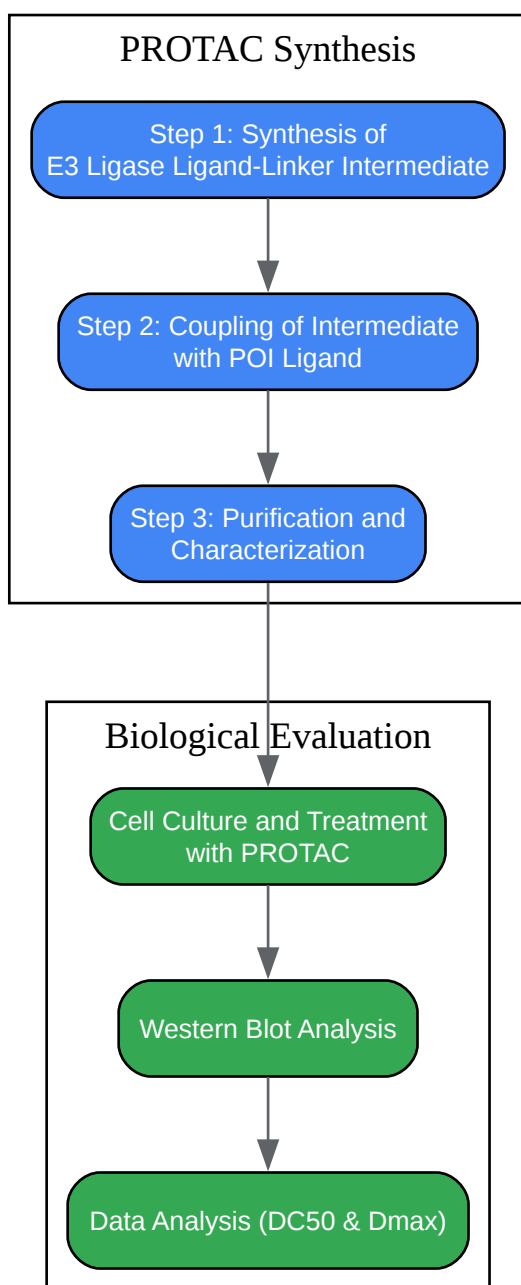 PROTAC Synthesis
Step 1: Synthesis of
E3 Ligase Ligand-Linker Intermediate
Step 2: Coupling of Intermediate
with POI Ligand
Step 3: Purification and
Characterization
Biological Evaluation
Cell Culture and Treatment
with PROTAC
Western Blot Analysis
Data Analysis (DC50 & Dmax)